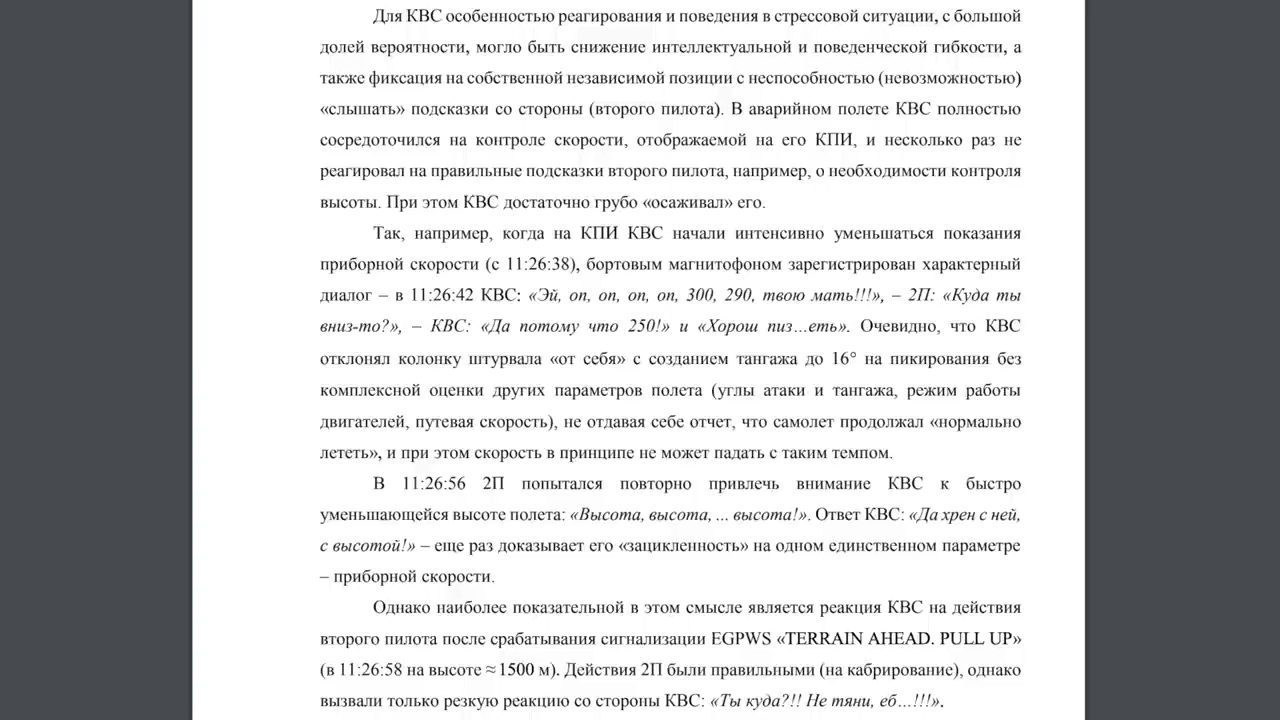 Для КВС особенностью реагирования и поведения в стрессовой ситуации, с большой
долей вероятности, могло быть снижение интеллектуальной и поведенческой гибкости, а
также фиксация на собственной независимой позиции с неспособностью (невозможностью)
«слышать» подсказки со стороны (второго пилота). В аварийном полете КВС полностью
сосредоточился на контроле скорости, отображаемой на его КПИ, и несколько раз не
реагировал на правильные подсказки второго пилота, например, о необходимости контроля
высоты. При этом КВС достаточно грубо «осаживал» его.
Так, например, когда на КПИ КВС начали интенсивно уменьшаться показания
приборной скорости (с 11:26:38), бортовым магнитофоном зарегистрирован характерный
диалог – в 11:26:42 КВС: «Эй, оп, оп, оп, оп, 300, 290, твою мать!!!», – 2П: «Куда ты
вниз-то?», – КВС: «Да потому что 250!» и «Хорош пиз…еть». Очевидно, что КВС
отклонял колонку штурвала «от себя» с созданием тангажа до 16° на пикирования без
комплексной оценки других параметров полета (углы атаки и тангажа, режим работы
двигателей, путевая скорость), не отдавая себе отчет, что самолет продолжал «нормально
лететь», и при этом скорость в принципе не может падать с таким темпом.
В 11:26:56 2П попытался повторно привлечь внимание КВС к быстро
уменьшающейся высоте полета: «Высота, высота, ... высота!». Ответ КВС: «Да хрен с ней,
с высотой!» – еще раз доказывает его «зацикленность» на одном единственном параметре
– приборной скорости.
Однако наиболее показательной в этом смысле является реакция КВС на действия
второго пилота после срабатывания сигнализации EGPWS «TERRAIN AHEAD. PULL UP»
(в 11:26:58 на высоте ≈ 1500 м). Действия 2П были правильными (на кабрирование), однако
вызвали только резкую реакцию со стороны КВС: «Ты куда?!! Не тяни, еб…!!!».